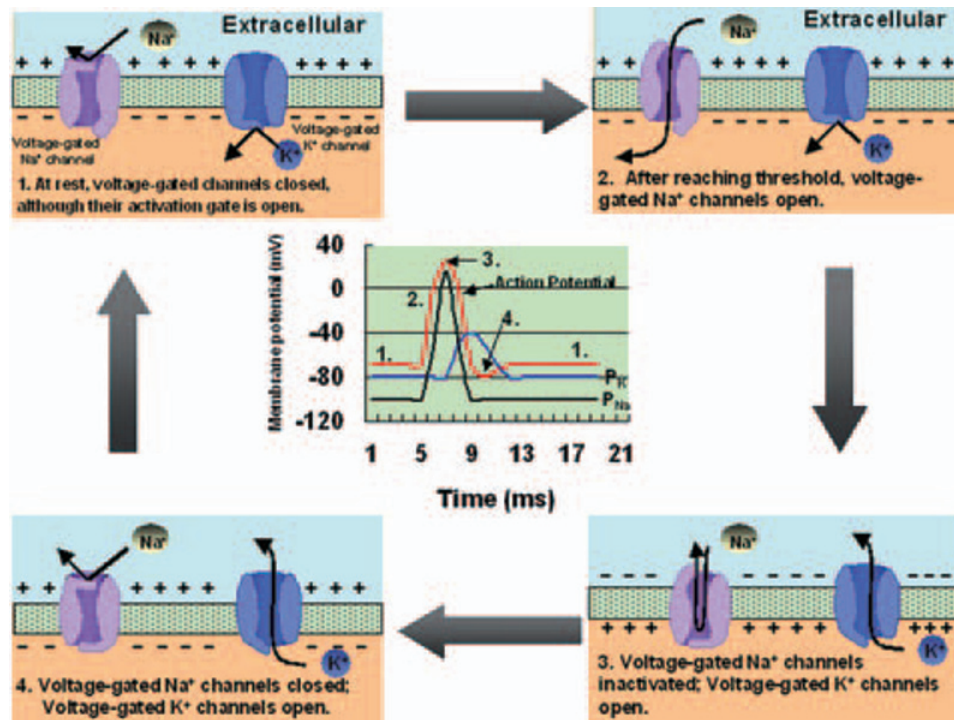 Extracellular
Na⁺
+ + + + + + + + +
- - - - - - - - - -
Voltage-gated
Na⁺ channel
Voltage-gated
K⁺ channel
K⁺
1. At rest, voltage-gated channels closed,
although their activation gate is open.
Extracellular
Na⁺
K⁺
2. After reaching threshold, voltage-
gated Na⁺ channels open.
Membrane potential (mV)
40
0
-40
-80
-120
1 5 9 13 17 21
Time (ms)
1.
2.
3.
Action Potential
4.
1.
P_K
P_Na
Na⁺
K⁺
4. Voltage-gated Na⁺ channels closed;
Voltage-gated K⁺ channels
open.
Na⁺
K⁺
3. Voltage-gated Na⁺ channels
inactivated; Voltage-gated K⁺ channels
open.